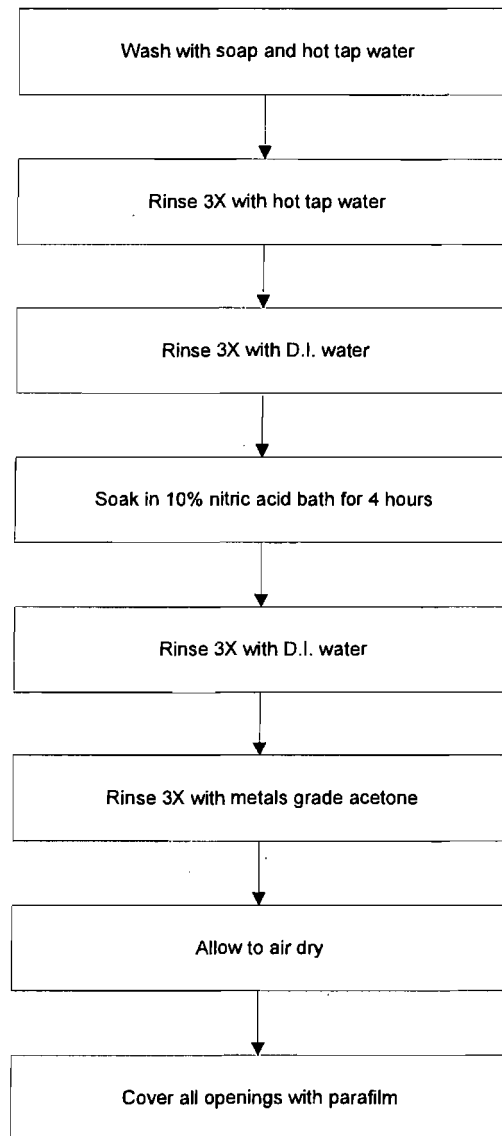 Wash with soap and hot tap water
Rinse 3X with hot tap water
Rinse 3X with D.I. water
Soak in 10% nitric acid bath for 4 hours
Rinse 3X with D.I. water
Rinse 3X with metals grade acetone
Allow to air dry
Cover all openings with parafilm